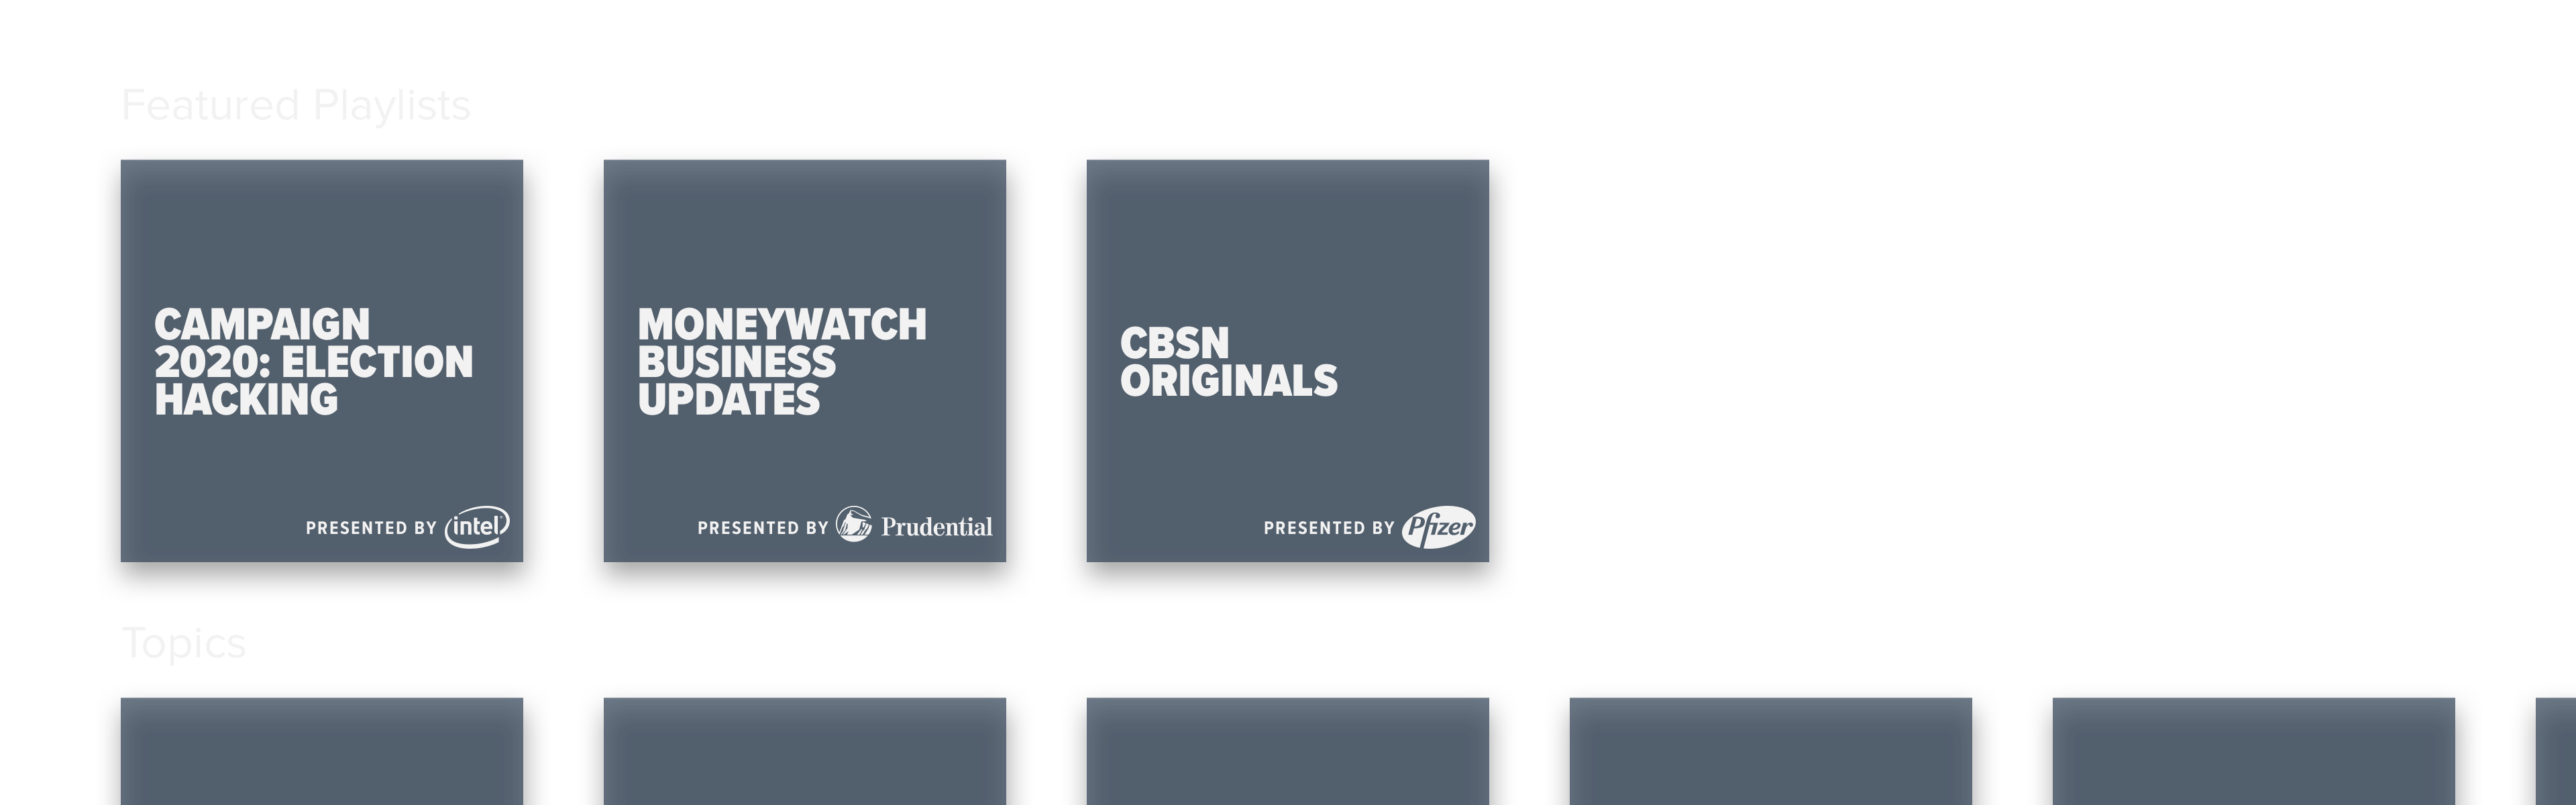 Featured Playlists
CAMPAIGN
2020: ELECTION
HACKING
PRESENTED BY intel
MONEYWATCH
BUSINESS
UPDATES
PRESENTED BY Prudential
CBSN
ORIGINALS
PRESENTED BY Pfizer
Topics